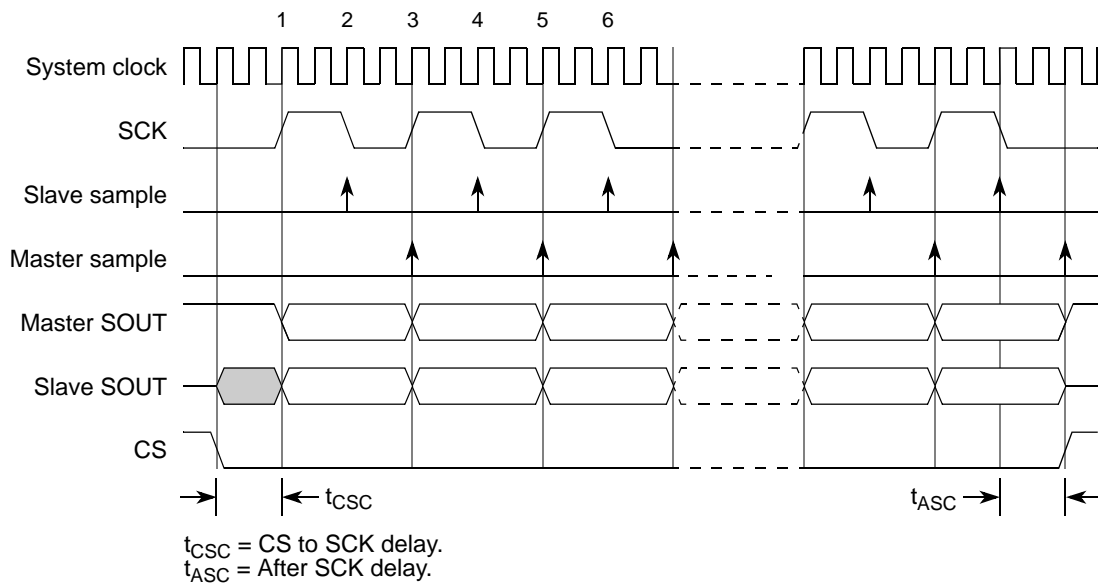 1 2 3 4 5 6
System clock
SCK
Slave sample
Master sample
Master SOUT
Slave SOUT
CS
tCSC tASC
tCSC = CS to SCK delay.
tASC = After SCK delay.